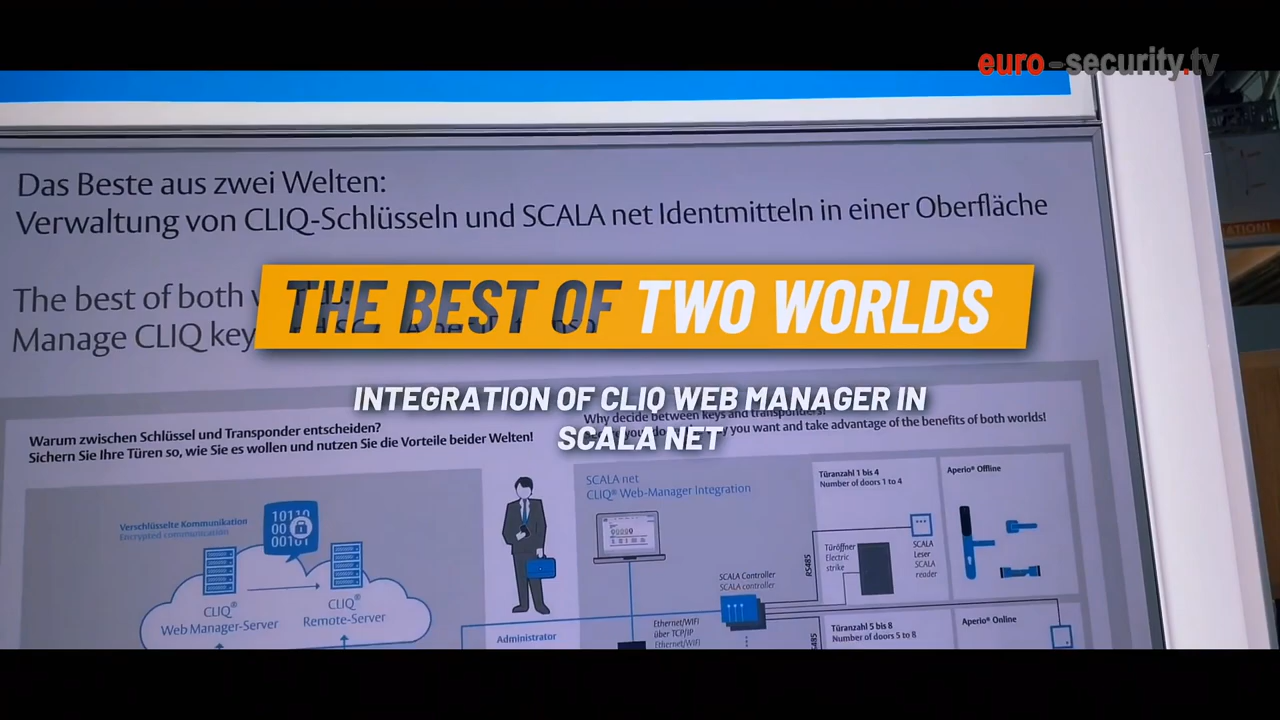 euro-security.tv
Das Beste aus zwei Welten:
Verwaltung von CLIQ-Schlüsseln und SCALA net Identmitteln in einer Oberfläche
The best of both
Manage CLIQ key
THE BEST OF TWO WORLDS
INTEGRATION OF CLIQ WEB MANAGER IN
SCALA NET
Warum zwischen Schlüssel und Transponder entscheiden?
Sichern Sie Ihre Türen so, wie Sie es wollen und nutzen Sie die Vorteile beider Welten!
Why decide between keys and transponders?
you want and take advantage of the benefits of both worlds!
Verschlüsselte Kommunikation
Encrypted communication
10110
00
00101
CLIQ®
Web Manager-Server
CLIQ®
Remote-Server
Administrator
SCALA net
CLIQ® Web-Manager Integration
Ethernet/WIFI
über TCP/IP
Ethernet/WIFI
SCALA Controller
SCALA controller
RS485
Türanzahl 1 bis 4
Number of doors 1 to 4
Türöffner
Electric
strike
SCALA
Leser
SCALA
reader
Aperio® Offline
Türanzahl 5 bis 8
Number of doors 5 to 8
Aperio® Online